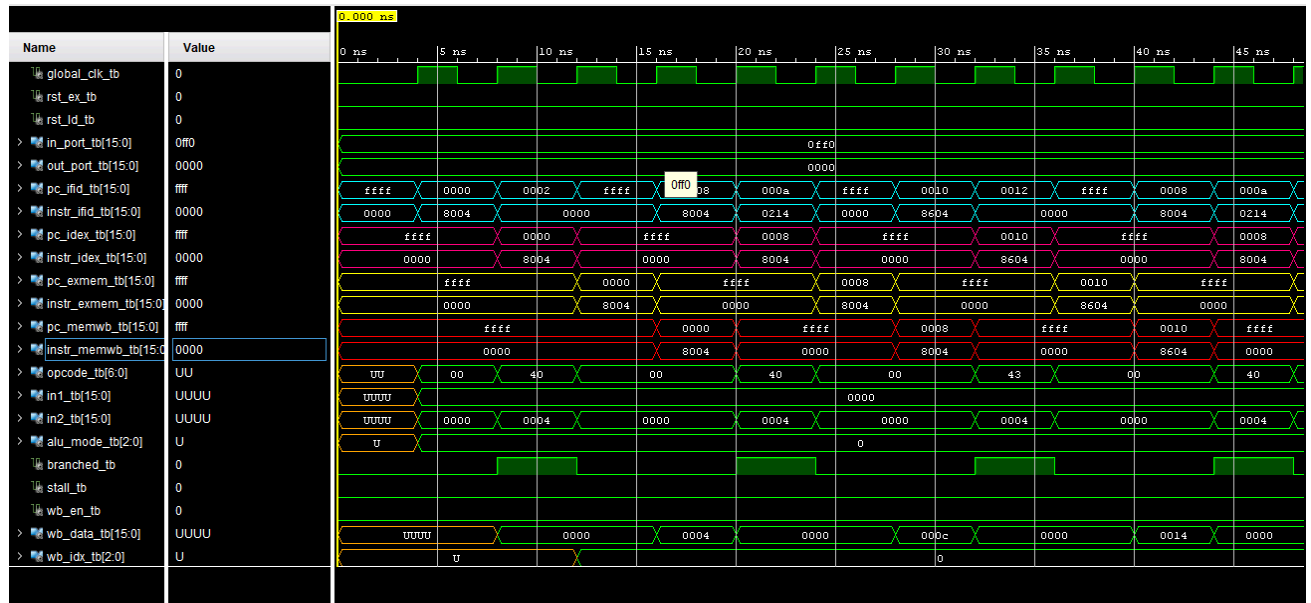 0.000 ns
Name Value
0 ns 5 ns 10 ns 15 ns 20 ns 25 ns 30 ns 35 ns 40 ns 45 ns
global_clk_tb 0
rst_ex_tb 0
rst_ld_tb 0
in_port_tb[15:0] 0ff0 0ff0
out_port_tb[15:0] 0000 0000
pc_ifid_tb[15:0] ffff ffff 0000 0002 ffff 0ff0 08 000a ffff 0010 0012 ffff 0008 000a
instr_ifid_tb[15:0] 0000 0000 8004 0000 8004 0214 0000 8604 0000 8004 0214
pc_idex_tb[15:0] ffff ffff 0000 ffff 0008 ffff 0010 ffff 0008
instr_idex_tb[15:0] 0000 0000 8004 0000 8004 0000 8604 0000 8004
pc_exmem_tb[15:0] ffff ffff 0000 ffff 0008 ffff 0010 ffff
instr_exmem_tb[15:0] 0000 0000 8004 0000 8004 0000 8604 0000
pc_memwb_tb[15:0] ffff ffff 0000 ffff 0008 ffff 0010 ffff
instr_memwb_tb[15:0 0000 0000 8004 0000 8004 0000 8604 0000
opcode_tb[6:0] UU UU 00 40 00 40 00 43 00 40
in1_tb[15:0] UUUU UUUU 0000
in2_tb[15:0] UUUU UUUU 0000 0004 0000 0004 0000 0004 0000 0004
alu_mode_tb[2:0] U U 0
branched_tb 0
stall_tb 0
wb_en_tb 0
wb_data_tb[15:0] UUUU UUUU 0000 0004 0000 000c 0000 0014 0000
wb_idx_tb[2:0] U U 0